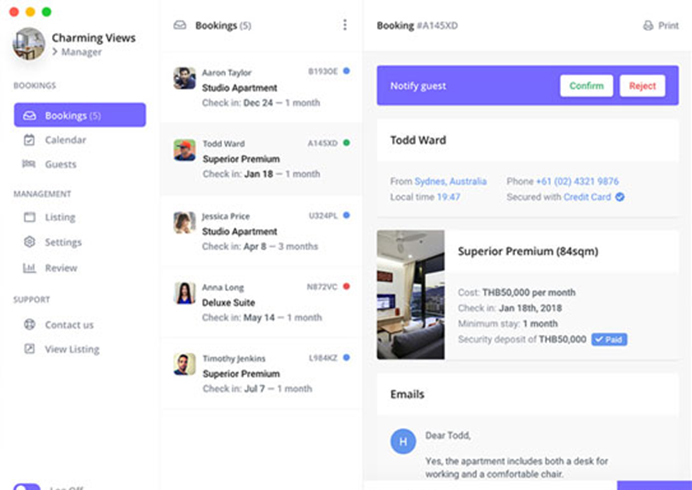 Charming Views
Manager
BOOKINGS
Bookings (5)
Calendar
Guests
MANAGEMENT
Listing
Settings
Review
SUPPORT
Contact us
View Listing
Bookings (5)
Aaron Taylor B193OE
Studio Apartment
Check in: Dec 24 — 1 month
Todd Ward A145XD
Superior Premium
Check in: Jan 18 — 1 month
Jessica Price U324PL
Studio Apartment
Check in: Apr 8 — 3 months
Anna Long N872VC
Deluxe Suite
Check in: May 14 — 1 month
Timothy Jenkins L984KZ
Superior Premium
Check in: Jul 7 — 1 month
Booking #A145XD
Print
Notify guest
Confirm
Reject
Todd Ward
From Sydnes, Australia
Phone +61 (02) 4321 9876
Local time 19:47
Secured with Credit Card
Superior Premium (84sqm)
Cost: THB50,000 per month
Check in: Jan 18th, 2018
Minimum stay: 1 month
Security deposit of THB50,000
Paid
Emails
H
Dear Todd,
Yes, the apartment includes both a desk for
working and a comfortable chair.